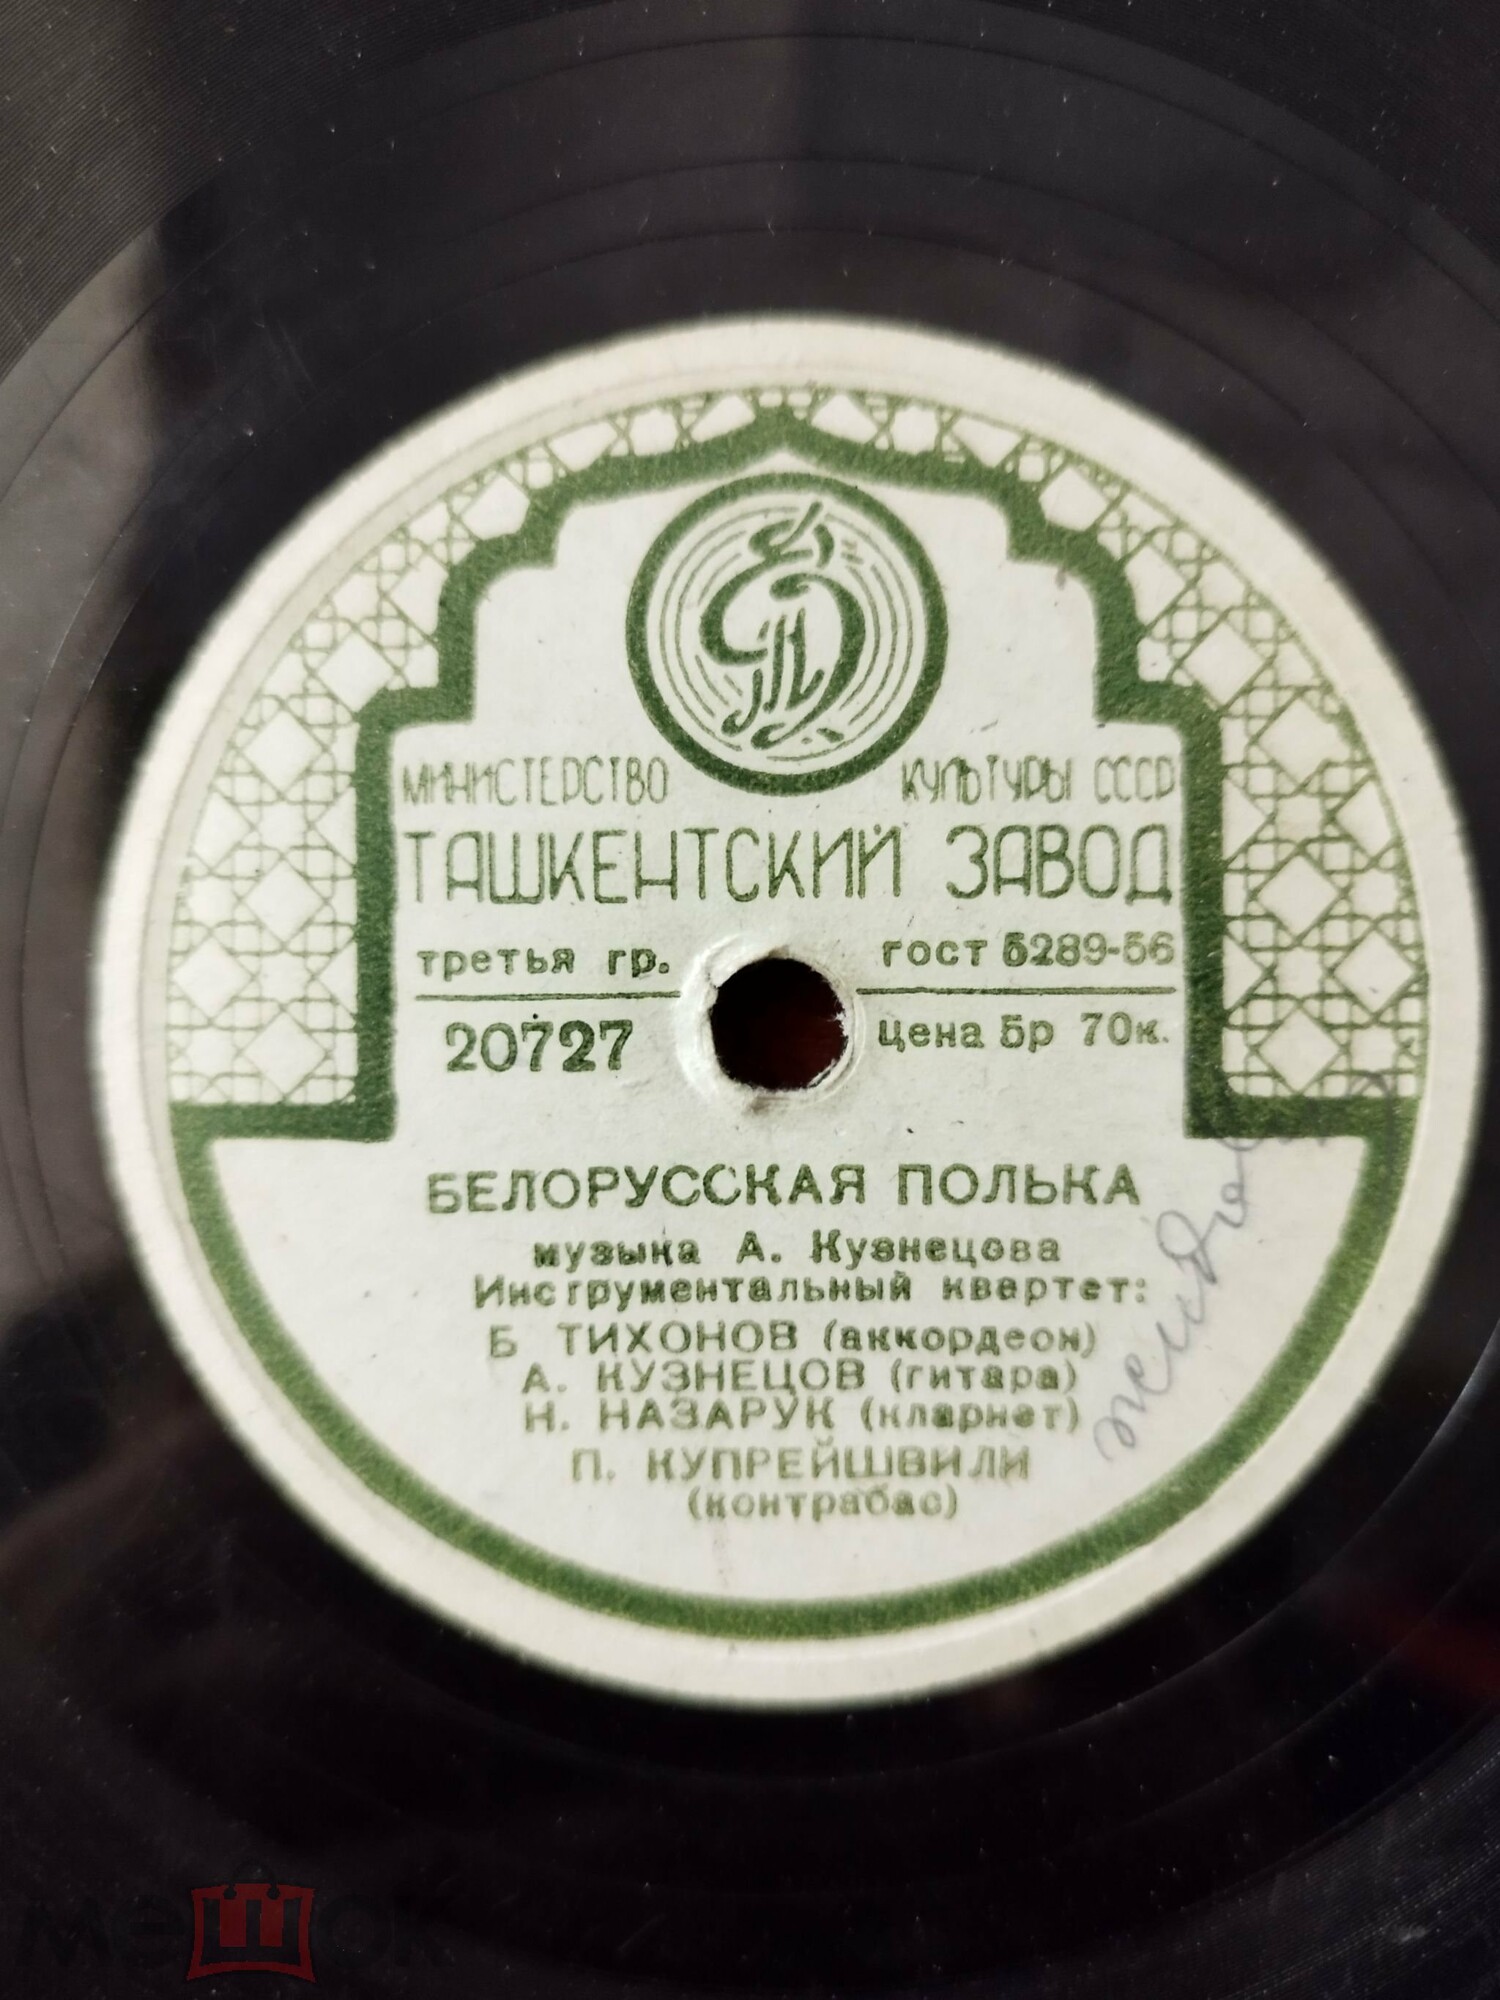 МИНИСТЕРСТВО КУЛЬТУРЫ СССР
ТАШКЕНТСКИЙ ЗАВОД
третья гр. гост 5289-56
20727 цена 5р 70к.
БЕЛОРУССКАЯ ПОЛЬКА
музыка А. Кузнецова
Инструментальный квартет:
Б ТИХОНОВ (аккордеон)
А. КУЗНЕЦОВ (гитара)
Н. НАЗАРУК (кларнет)
П. КУПРЕЙШВИЛИ
(контрабас)
мешок